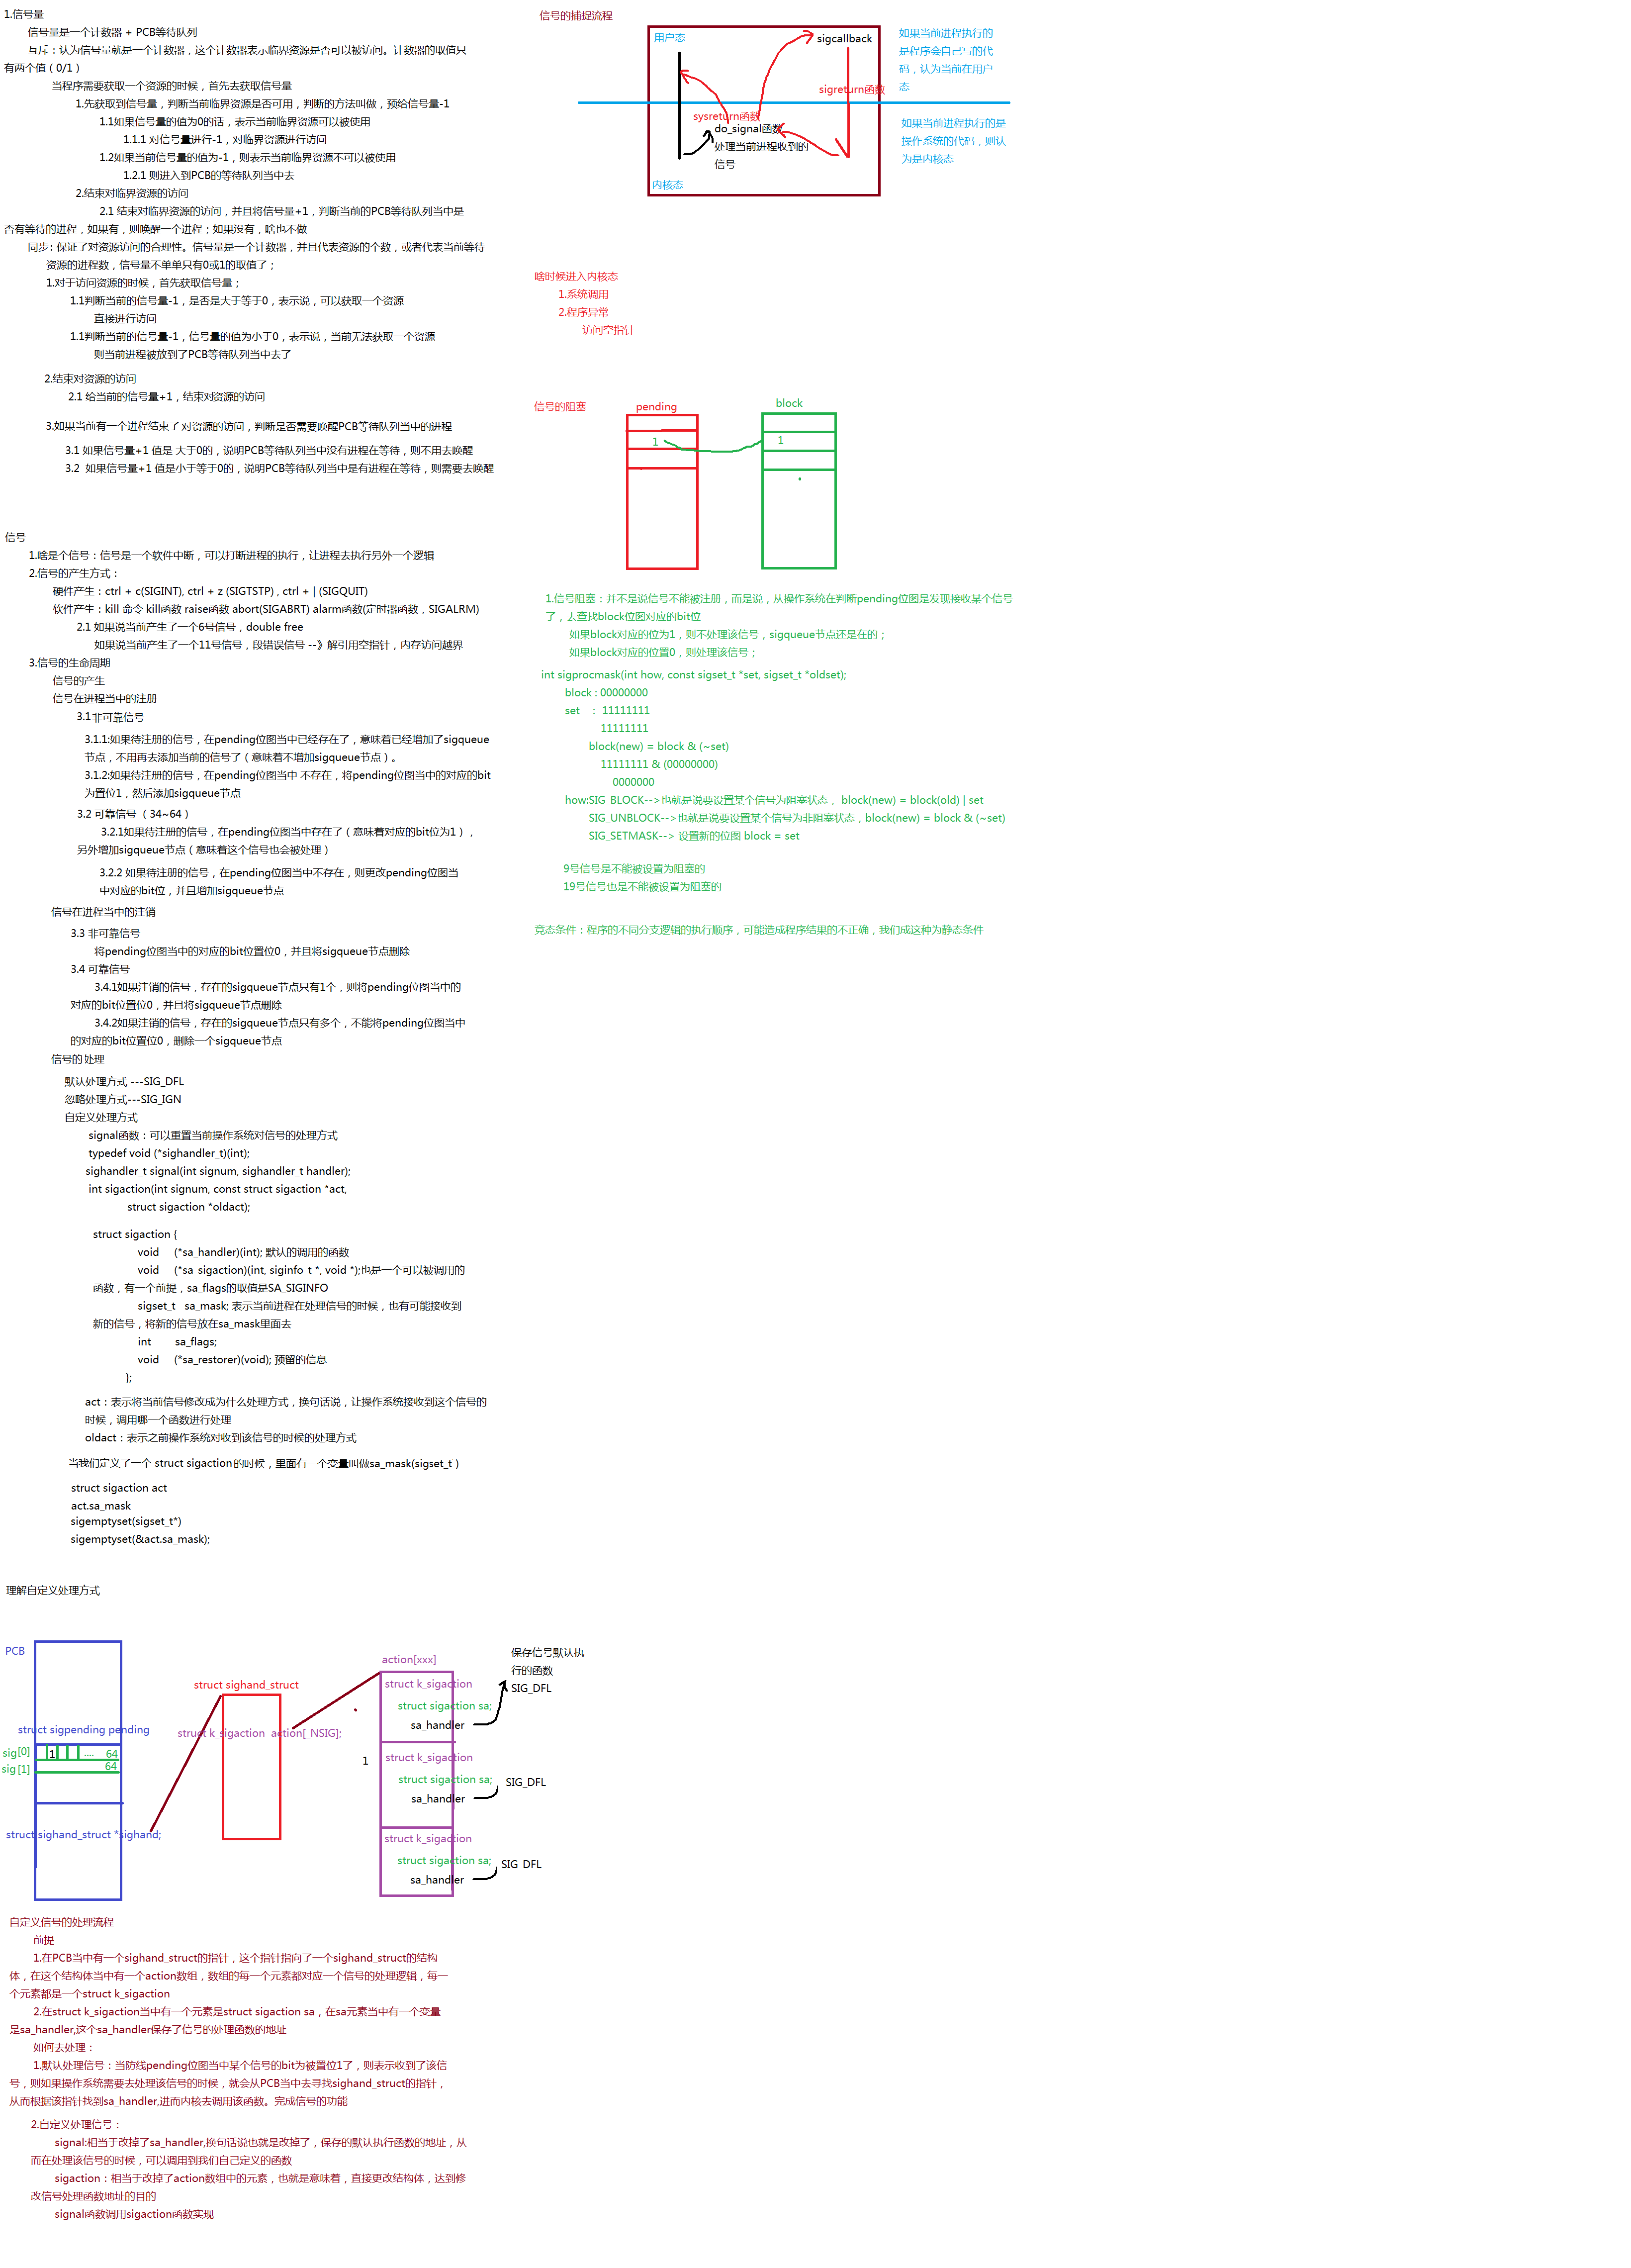 1.信号量
信号量是一个计数器 + PCB等待队列
互斥：认为信号量就是一个计数器，这个计数器表示临界资源是否可以被访问。计数器的取值只
有两个值（0/1）
当程序需要获取一个资源的时候，首先去获取信号量
1.先获取到信号量，判断当前临界资源是否可用，判断的方法叫做，预给信号量-1
1.1如果信号量的值为0的话，表示当前临界资源可以被使用
1.1.1 对信号量进行-1，对临界资源进行访问
1.2如果当前信号量的值为-1，则表示当前临界资源不可以被使用
1.2.1 则进入到PCB的等待队列当中去
2.结束对临界资源的访问
2.1 结束对临界资源的访问，并且将信号量+1，判断当前的PCB等待队列当中是
否有等待的进程，如果有，则唤醒一个进程；如果没有，啥也不做
同步：保证了对资源访问的合理性。信号量是一个计数器，并且代表资源的个数，或者代表当前等待
资源的进程数，信号量不单单只有0或1的取值了；
1.对于访问资源的时候，首先获取信号量；
1.1判断当前的信号量-1，是否是大于等于0，表示说，可以获取一个资源
直接进行访问
1.1判断当前的信号量-1，信号量的值为小于0，表示说，当前无法获取一个资源
则当前进程被放到了PCB等待队列当中去了
2.结束对资源的访问
2.1 给当前的信号量+1，结束对资源的访问
3.如果当前有一个进程结束了 对资源的访问，判断是否需要唤醒PCB等待队列当中的进程
3.1 如果信号量+1 值是 大于0的，说明PCB等待队列当中没有进程在等待，则不用去唤醒
3.2 如果信号量+1 值是小于等于0的，说明PCB等待队列当中是有进程在等待，则需要去唤醒
信号
1.啥是个信号：信号是一个软件中断，可以打断进程的执行，让进程去执行另外一个逻辑
2.信号的产生方式：
硬件产生：ctrl + c(SIGINT), ctrl + z (SIGTSTP) , ctrl + | (SIGQUIT)
软件产生：kill 命令 kill函数 raise函数 abort(SIGABRT) alarm函数(定时器函数，SIGALRM)
2.1 如果说当前产生了一个6号信号，double free
如果说当前产生了一个11号信号，段错误信号 --》解引用空指针，内存访问越界
3.信号的生命周期
信号的产生
信号在进程当中的注册
3.1非可靠信号
3.1.1:如果待注册的信号，在pending位图当中已经存在了，意味着已经增加了sigqueue
节点，不用再去添加当前的信号了（意味着不增加sigqueue节点）。
3.1.2:如果待注册的信号，在pending位图当中 不存在，将pending位图当中的对应的bit
为置位1，然后添加sigqueue节点
3.2 可靠信号 （34~64）
3.2.1如果待注册的信号，在pending位图当中存在了（意味着对应的bit位为1），
另外增加sigqueue节点（意味着这个信号也会被处理）
3.2.2 如果待注册的信号，在pending位图当中不存在，则更改pending位图当
中对应的bit位，并且增加sigqueue节点
信号在进程当中的注销
3.3 非可靠信号
将pending位图当中的对应的bit位置位0，并且将sigqueue节点删除
3.4 可靠信号
3.4.1如果注销的信号，存在的sigqueue节点只有1个，则将pending位图当中的
对应的bit位置位0，并且将sigqueue节点删除
3.4.2如果注销的信号，存在的sigqueue节点只有多个，不能将pending位图当中
的对应的bit位置位0，删除一个sigqueue节点
信号的 处理
默认处理方式 ---SIG_DFL
忽略处理方式---SIG_IGN
自定义处理方式
signal函数：可以重置当前操作系统对信号的处理方式
typedef void (*sighandler_t)(int);
sighandler_t signal(int signum, sighandler_t handler);
int sigaction(int signum, const struct sigaction *act,
struct sigaction *oldact);
struct sigaction {
void (*sa_handler)(int); 默认的调用的函数
void (*sa_sigaction)(int, siginfo_t *, void *);也是一个可以被调用的
函数，有一个前提，sa_flags的取值是SA_SIGINFO
sigset_t sa_mask; 表示当前进程在处理信号的时候，也有可能接收到
新的信号，将新的信号放在sa_mask里面去
int sa_flags;
void (*sa_restorer)(void); 预留的信息
};
act：表示将当前信号修改成为什么处理方式，换句话说，让操作系统接收到这个信号的
时候，调用哪一个函数进行处理
oldact：表示之前操作系统对收到该信号的时候的处理方式
当我们定义了一个 struct sigaction的时候，里面有一个变量叫做sa_mask(sigset_t )
struct sigaction act
act.sa_mask
sigemptyset(sigset_t*)
sigemptyset(&act.sa_mask);
理解自定义处理方式
PCB
struct sigpending pending
sig[0]
1
....
64
sig [1]
64
struct sighand_struct *sighand;
struct sighand_struct
struct k_sigaction action[_NSIG];
action[xxx]
struct k_sigaction
struct sigaction sa;
sa_handler
保存信号默认执
行的函数
SIG_DFL
1
struct k_sigaction
struct sigaction sa;
sa_handler
SIG_DFL
struct k_sigaction
struct sigaction sa;
sa_handler
SIG_DFL
自定义信号的处理流程
前提
1.在PCB当中有一个sighand_struct的指针，这个指针指向了一个sighand_struct的结构
体，在这个结构体当中有一个action数组，数组的每一个元素都对应一个信号的处理逻辑，每一
个元素都是一个struct k_sigaction
2.在struct k_sigaction当中有一个元素是struct sigaction sa，在sa元素当中有一个变量
是sa_handler,这个sa_handler保存了信号的处理函数的地址
如何去处理：
1.默认处理信号：当防线pending位图当中某个信号的bit为被置位1了，则表示收到了该信
号，则如果操作系统需要去处理该信号的时候，就会从PCB当中去寻找sighand_struct的指针，
从而根据该指针找到sa_handler,进而内核去调用该函数。完成信号的功能
2.自定义处理信号：
signal:相当于改掉了sa_handler,换句话说也就是改掉了，保存的默认执行函数的地址，从
而在处理该信号的时候，可以调用到我们自己定义的函数
sigaction：相当于改掉了action数组中的元素，也就是意味着，直接更改结构体，达到修
改信号处理函数地址的目的
signal函数调用sigaction函数实现
信号的捕捉流程
用户态
sigcallback
sigreturn函数
sysreturn函数
do_signal函数
处理当前进程收到的
信号
内核态
如果当前进程执行的
是程序会自己写的代
码，认为当前在用户
态
如果当前进程执行的是
操作系统的代码，则认
为是内核态
啥时候进入内核态
1.系统调用
2.程序异常
访问空指针
信号的阻塞
pending
block
1
1
1.信号阻塞：并不是说信号不能被注册，而是说，从操作系统在判断pending位图是发现接收某个信号
了，去查找block位图对应的bit位
如果block对应的位为1，则不处理该信号，sigqueue节点还是在的；
如果block对应的位置0，则处理该信号；
int sigprocmask(int how, const sigset_t *set, sigset_t *oldset);
block : 00000000
set ： 11111111
11111111
block(new) = block & (~set)
11111111 & (00000000)
0000000
how:SIG_BLOCK-->也就是说要设置某个信号为阻塞状态， block(new) = block(old) | set
SIG_UNBLOCK-->也就是说要设置某个信号为非阻塞状态，block(new) = block & (~set)
SIG_SETMASK--> 设置新的位图 block = set
9号信号是不能被设置为阻塞的
19号信号也是不能被设置为阻塞的
竞态条件：程序的不同分支逻辑的执行顺序，可能造成程序结果的不正确，我们成这种为静态条件